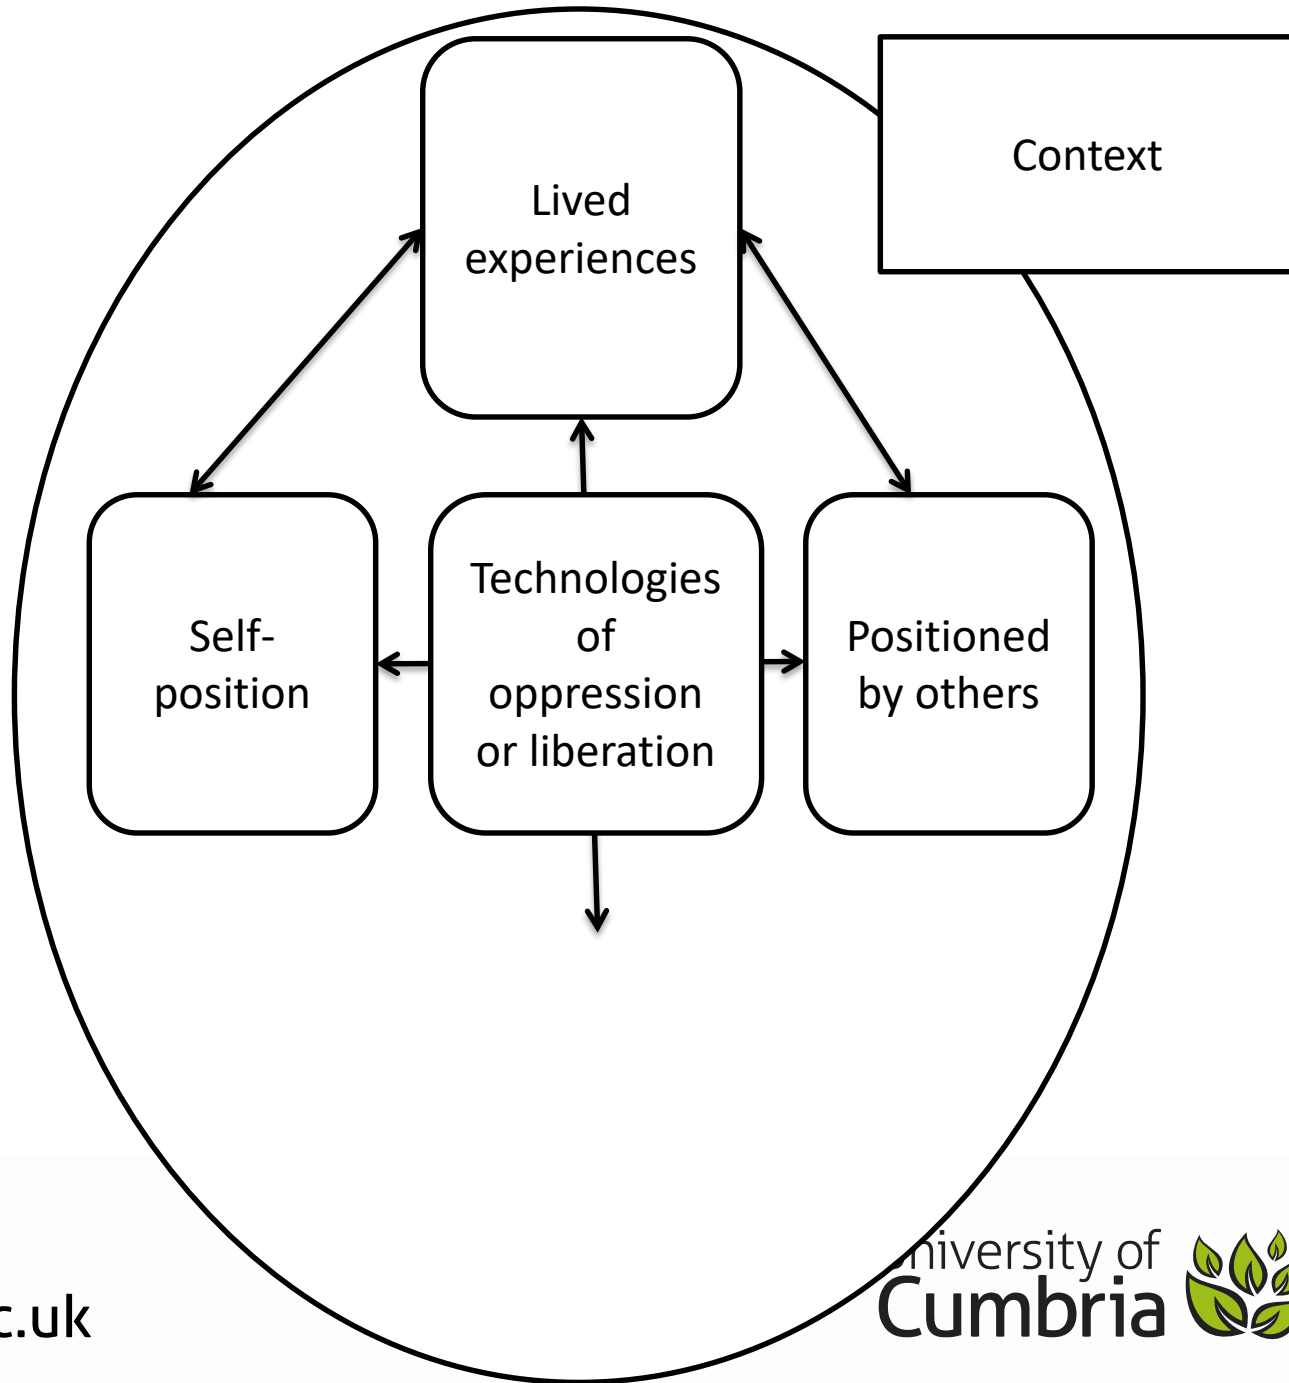 Context
Lived
experiences
Self-
position
Technologies
of
oppression
or liberation
Positioned
by others
c.uk
niversity of
Cumbria